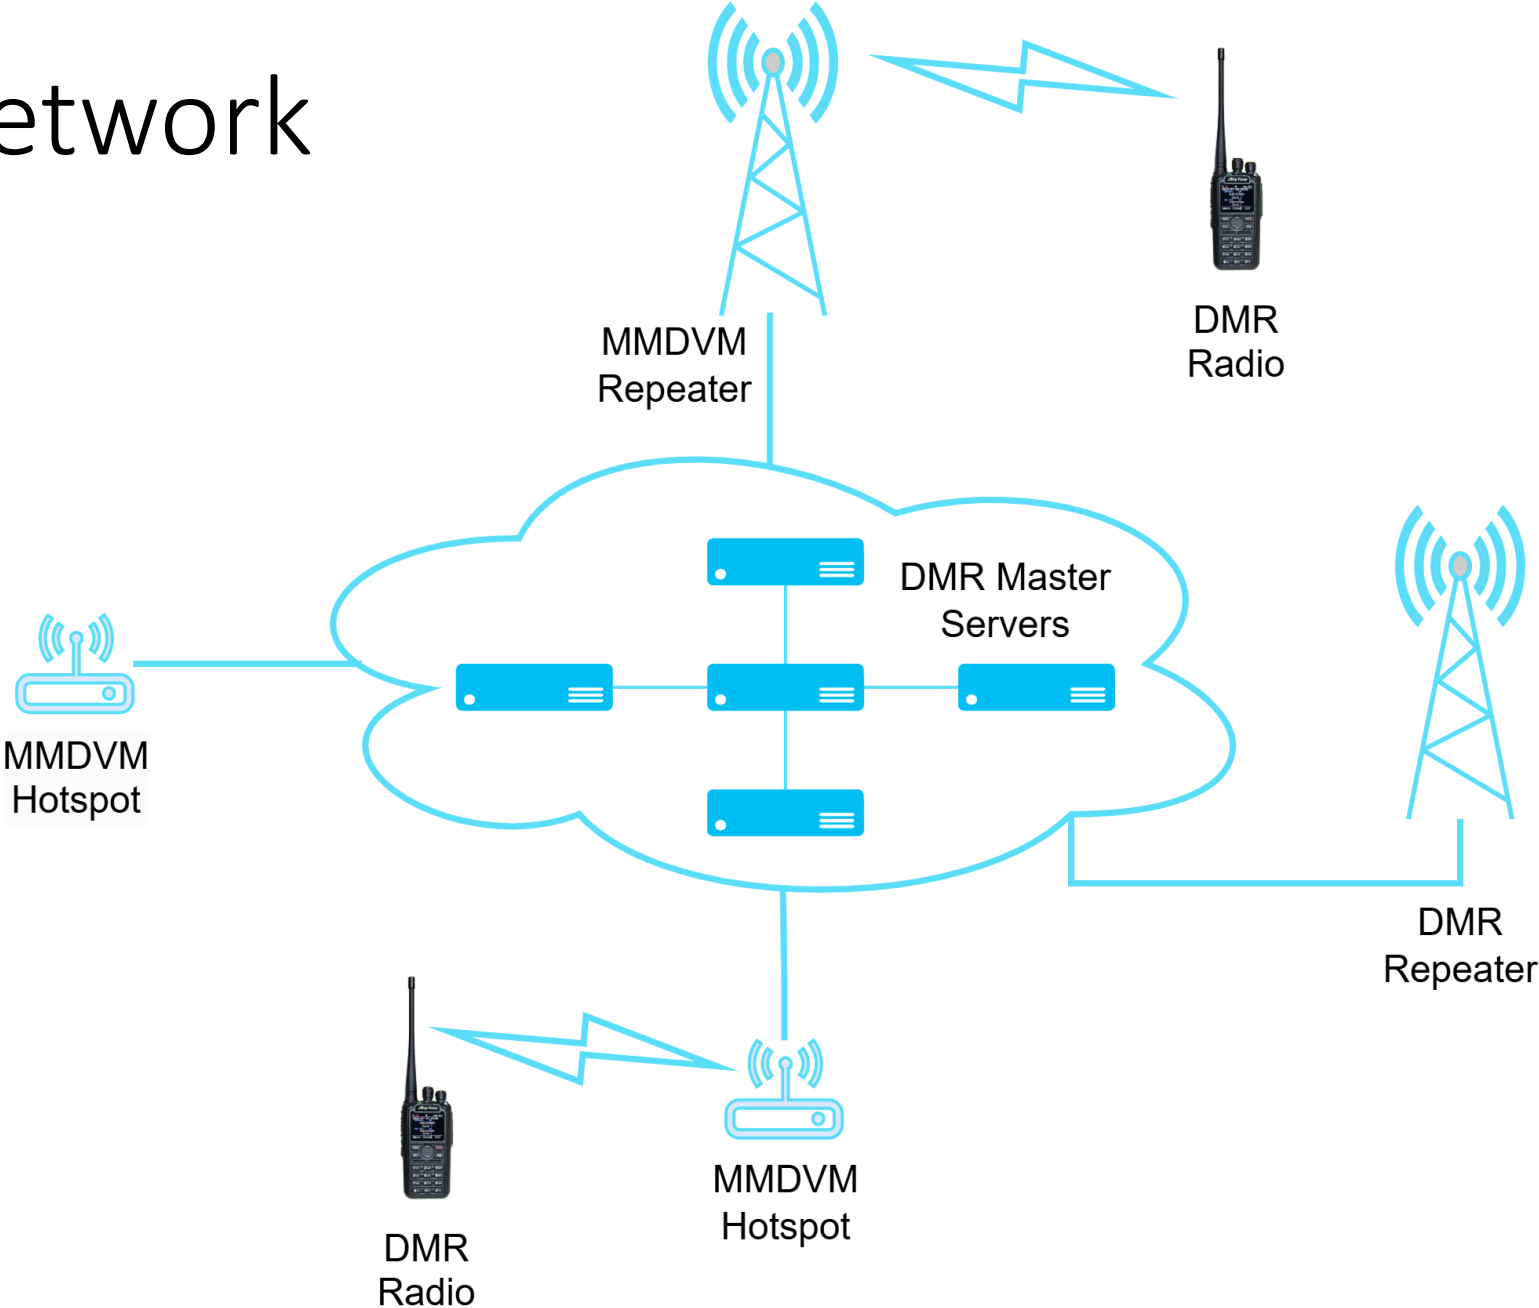 etwork
DMR
Radio
MMDVM
Repeater
DMR Master
Servers
MMDVM
Hotspot
DMR
Repeater
MMDVM
Hotspot
DMR
Radio